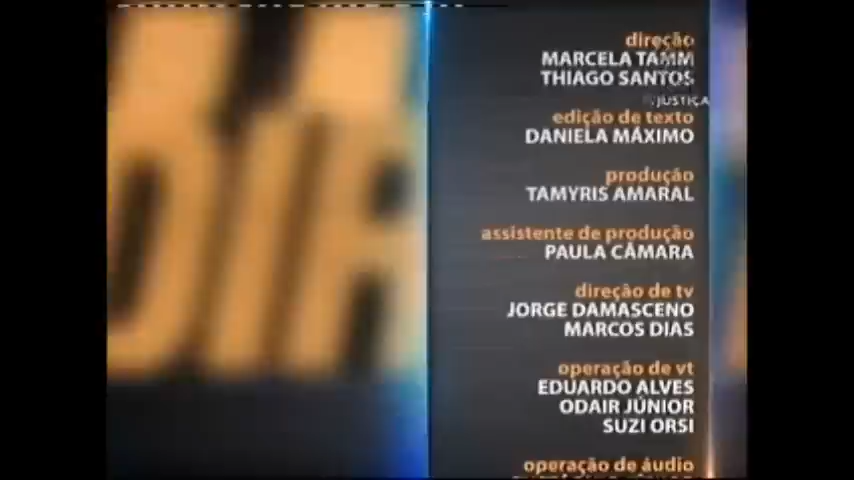 DIR
direção
MARCELA TAMM
THIAGO SANTOS
JUSTIÇA
edição de texto
DANIELA MÁXIMO
produção
TAMYRIS AMARAL
assistente de produção
PAULA CÂMARA
direção de tv
JORGE DAMASCENO
MARCOS DIAS
operação de vt
EDUARDO ALVES
ODAIR JÚNIOR
SUZI ORSI
operação de áudio